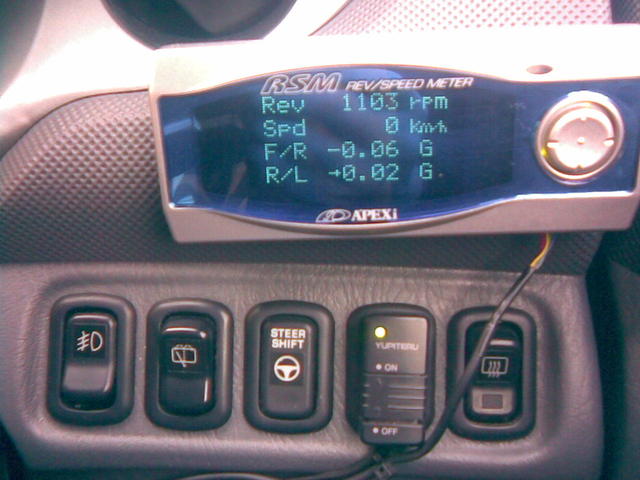 RSM REV/SPEED METER
Rev 1103 rpm
Spd 0 Km/h
F/R -0.06 G
R/L +0.02 G
APEXi
STEER
SHIFT
YUPITERU
ON
OFF